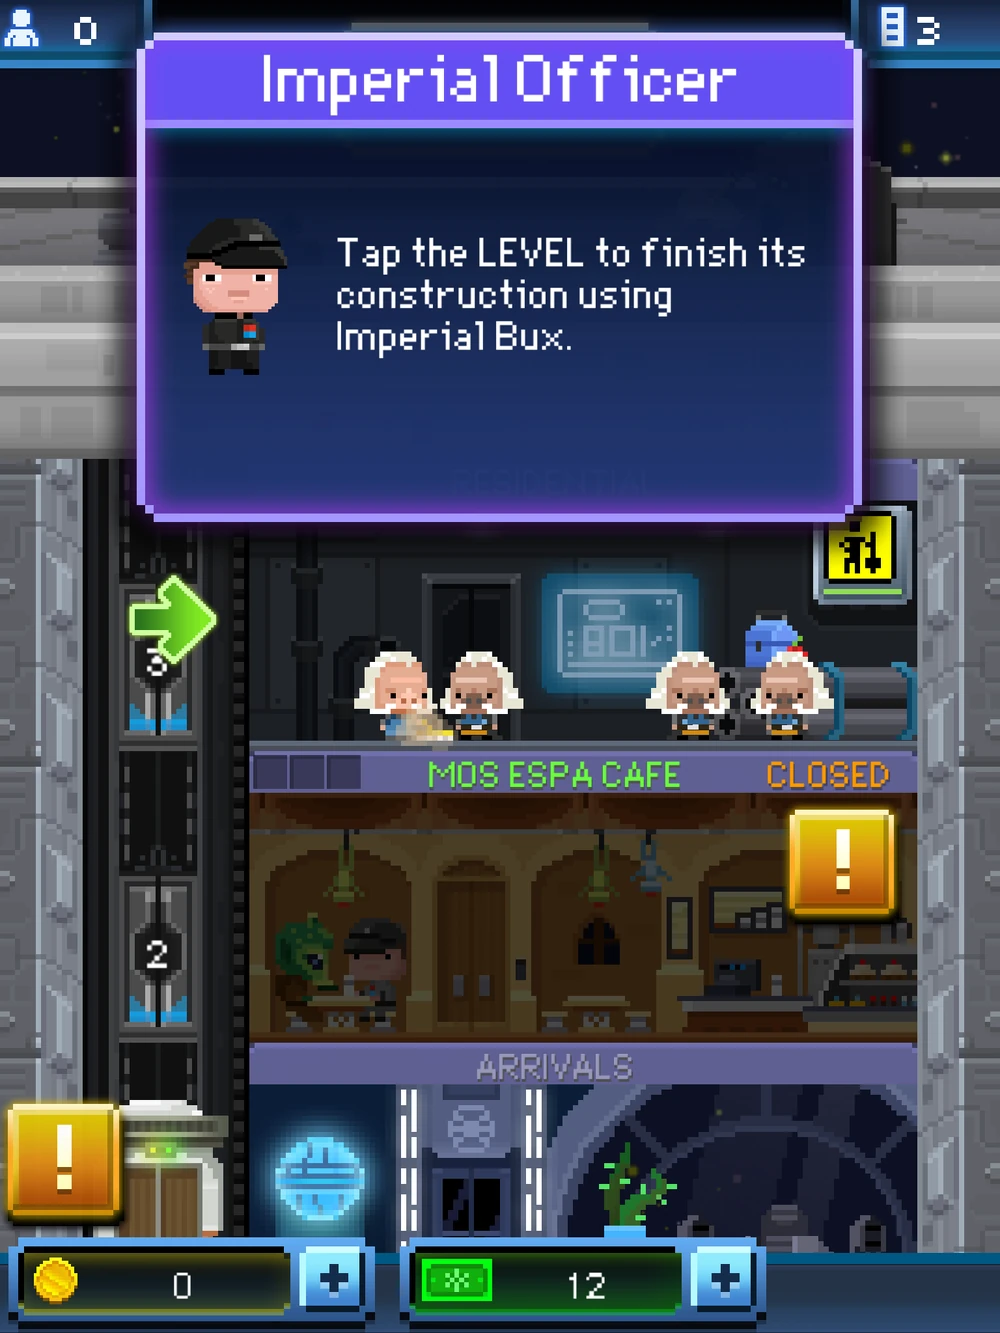 0
3
Imperial Officer
Tap the LEVEL to finish its
construction using
Imperial Bux.
RESIDENTIAL
3
MOS ESPA CAFE CLOSED
!
2
ARRIVALS
!
0 + 12 +